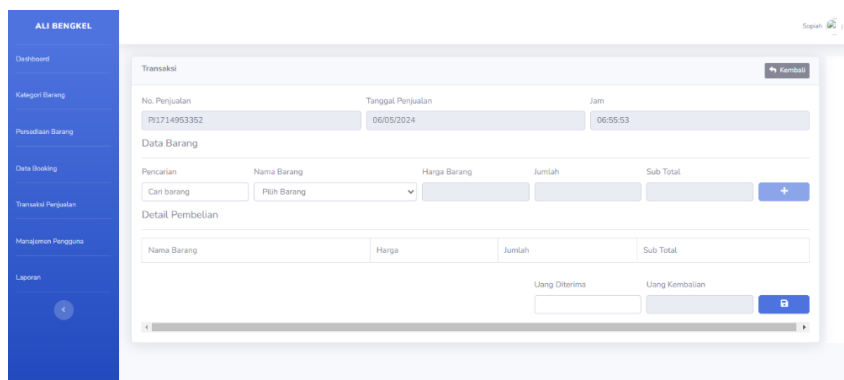 ALI BENGKEL
Sopiah
Dashboard
Kategori Barang
Persediaan Barang
Data Booking
Transaksi Penjualan
Manajemen Pengguna
Laporan
Transaksi
Kembali
No. Penjualan Tanggal Penjualan Jam
PJ1714953352 06/05/2024 06:55:53
Data Barang
Pencarian Nama Barang Harga Barang Jumlah Sub Total
Cari barang Pilih Barang
Detail Pembelian
Nama Barang Harga Jumlah Sub Total
Uang Diterima Uang Kembalian